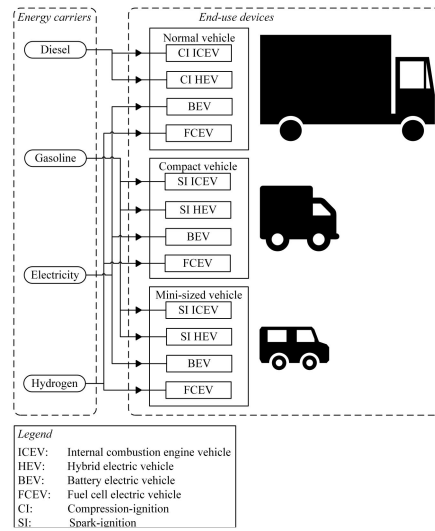 Energy carriers
End-use devices
Diesel
Gasoline
Electricity
Hydrogen
Normal vehicle
CI ICEV
CI HEV
BEV
FCEV
Compact vehicle
SI ICEV
SI HEV
BEV
FCEV
Mini-sized vehicle
SI ICEV
SI HEV
BEV
FCEV
Legend
ICEV: Internal combustion engine vehicle
HEV: Hybrid electric vehicle
BEV: Battery electric vehicle
FCEV: Fuel cell electric vehicle
CI: Compression-ignition
SI: Spark-ignition